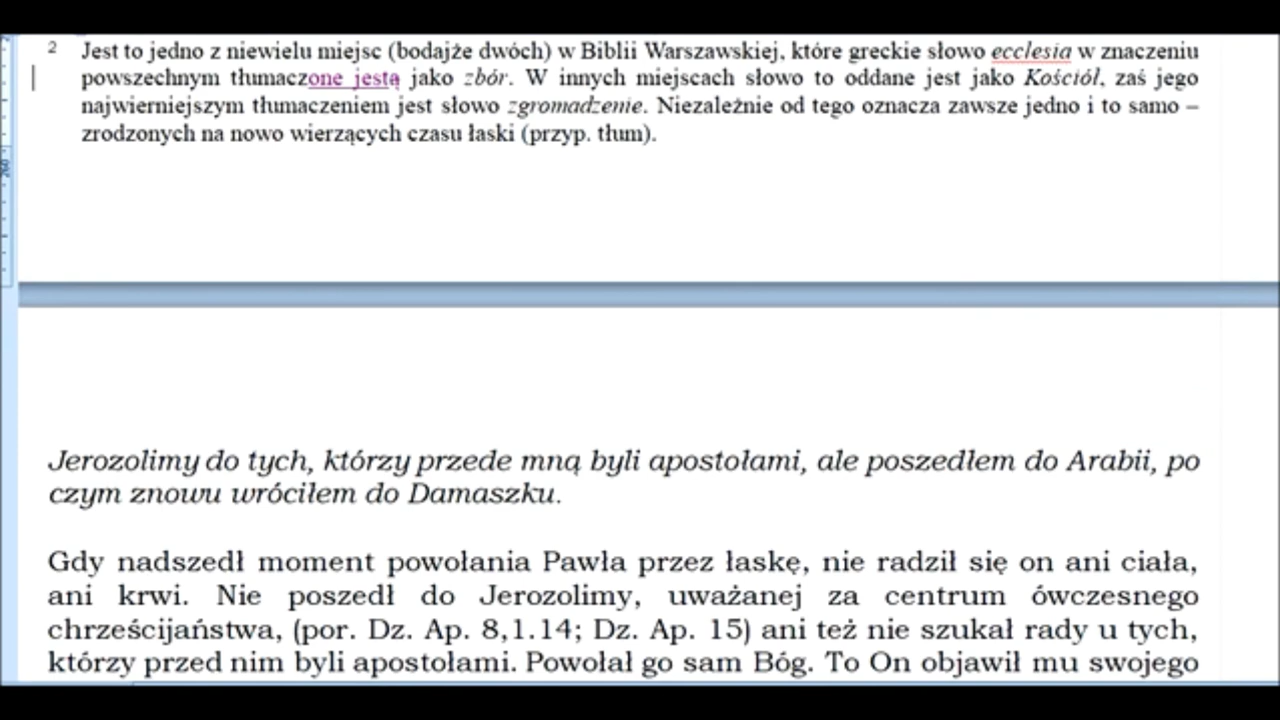 2 Jest to jedno z niewielu miejsc (bodajże dwóch) w Biblii Warszawskiej, które greckie słowo ecclesia w znaczeniu
powszechnym tłumaczone jestą jako zbór. W innych miejscach słowo to oddane jest jako Kościół, zaś jego
najwierniejszym tłumaczeniem jest słowo zgromadzenie. Niezależnie od tego oznacza zawsze jedno i to samo –
zrodzonych na nowo wierzących czasu łaski (przyp. tłum).
Jerozolimy do tych, którzy przede mną byli apostołami, ale poszedłem do Arabii, po
czym znowu wróciłem do Damaszku.
Gdy nadszedł moment powołania Pawła przez łaskę, nie radził się on ani ciała,
ani krwi. Nie poszedł do Jerozolimy, uważanej za centrum ówczesnego
chrześcijaństwa, (por. Dz. Ap. 8,1.14; Dz. Ap. 15) ani też nie szukał rady u tych,
którzy przed nim byli apostołami. Powołał go sam Bóg. To On objawił mu swojego